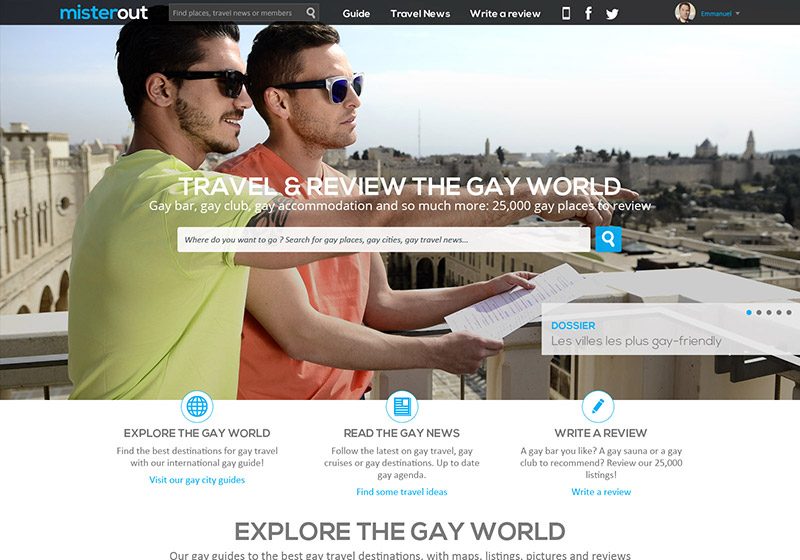 misterout
Find places, travel news or members
Guide
Travel News
Write a review
Emmanuel
TRAVEL & REVIEW THE GAY WORLD
Gay bar, gay club, gay accommodation and so much more: 25,000 gay places to review
Where do you want to go ? Search for gay places, gay cities, gay travel news...
DOSSIER
Les villes les plus gay-friendly
EXPLORE THE GAY WORLD
Find the best destinations for gay travel
with our international gay guide!
Visit our gay city guides
READ THE GAY NEWS
Follow the latest on gay travel, gay
cruises or gay destinations. Up to date
gay agenda.
Find some travel ideas
WRITE A REVIEW
A gay bar you like? A gay sauna or a gay
club to recommend? Review our 25,000
listings!
Write a review
EXPLORE THE GAY WORLD
Our gay guides to the best gay travel destinations, with maps, listings, pictures and reviews